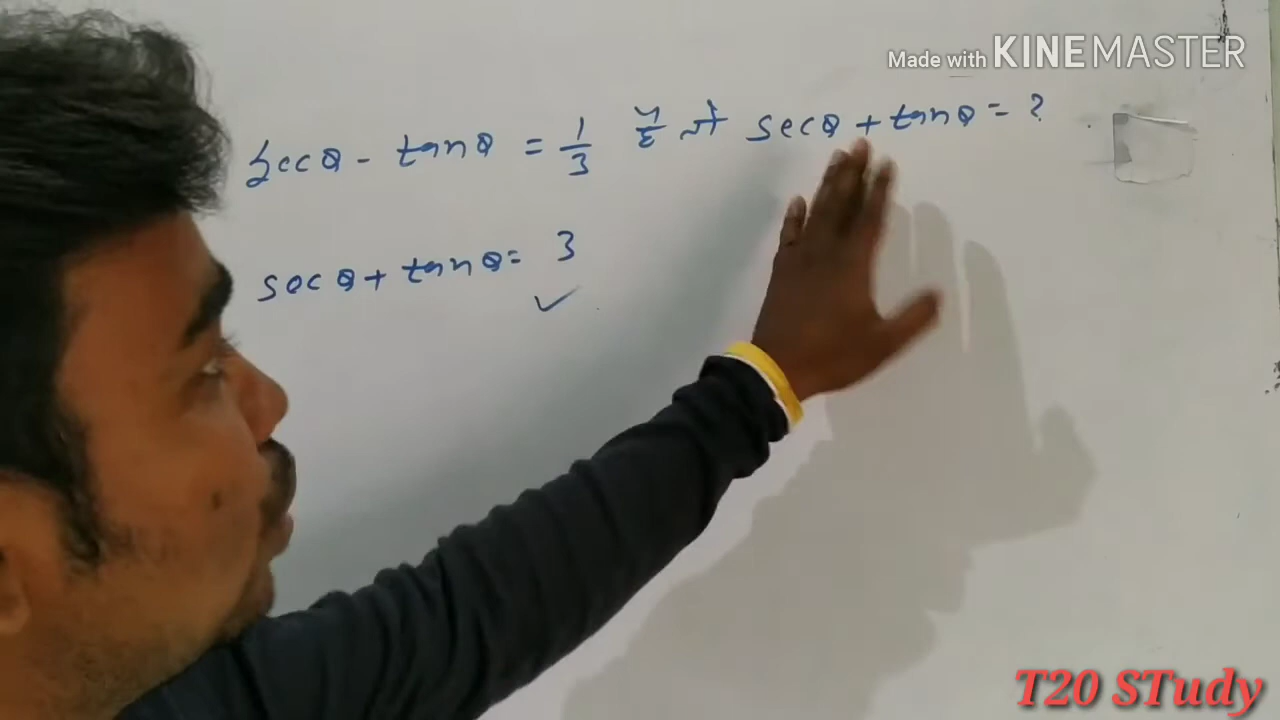 Made with KINEMASTER
secθ - tanθ = 1/3 है तो secθ + tanθ = ?
secθ + tanθ = 3
T20 STudy